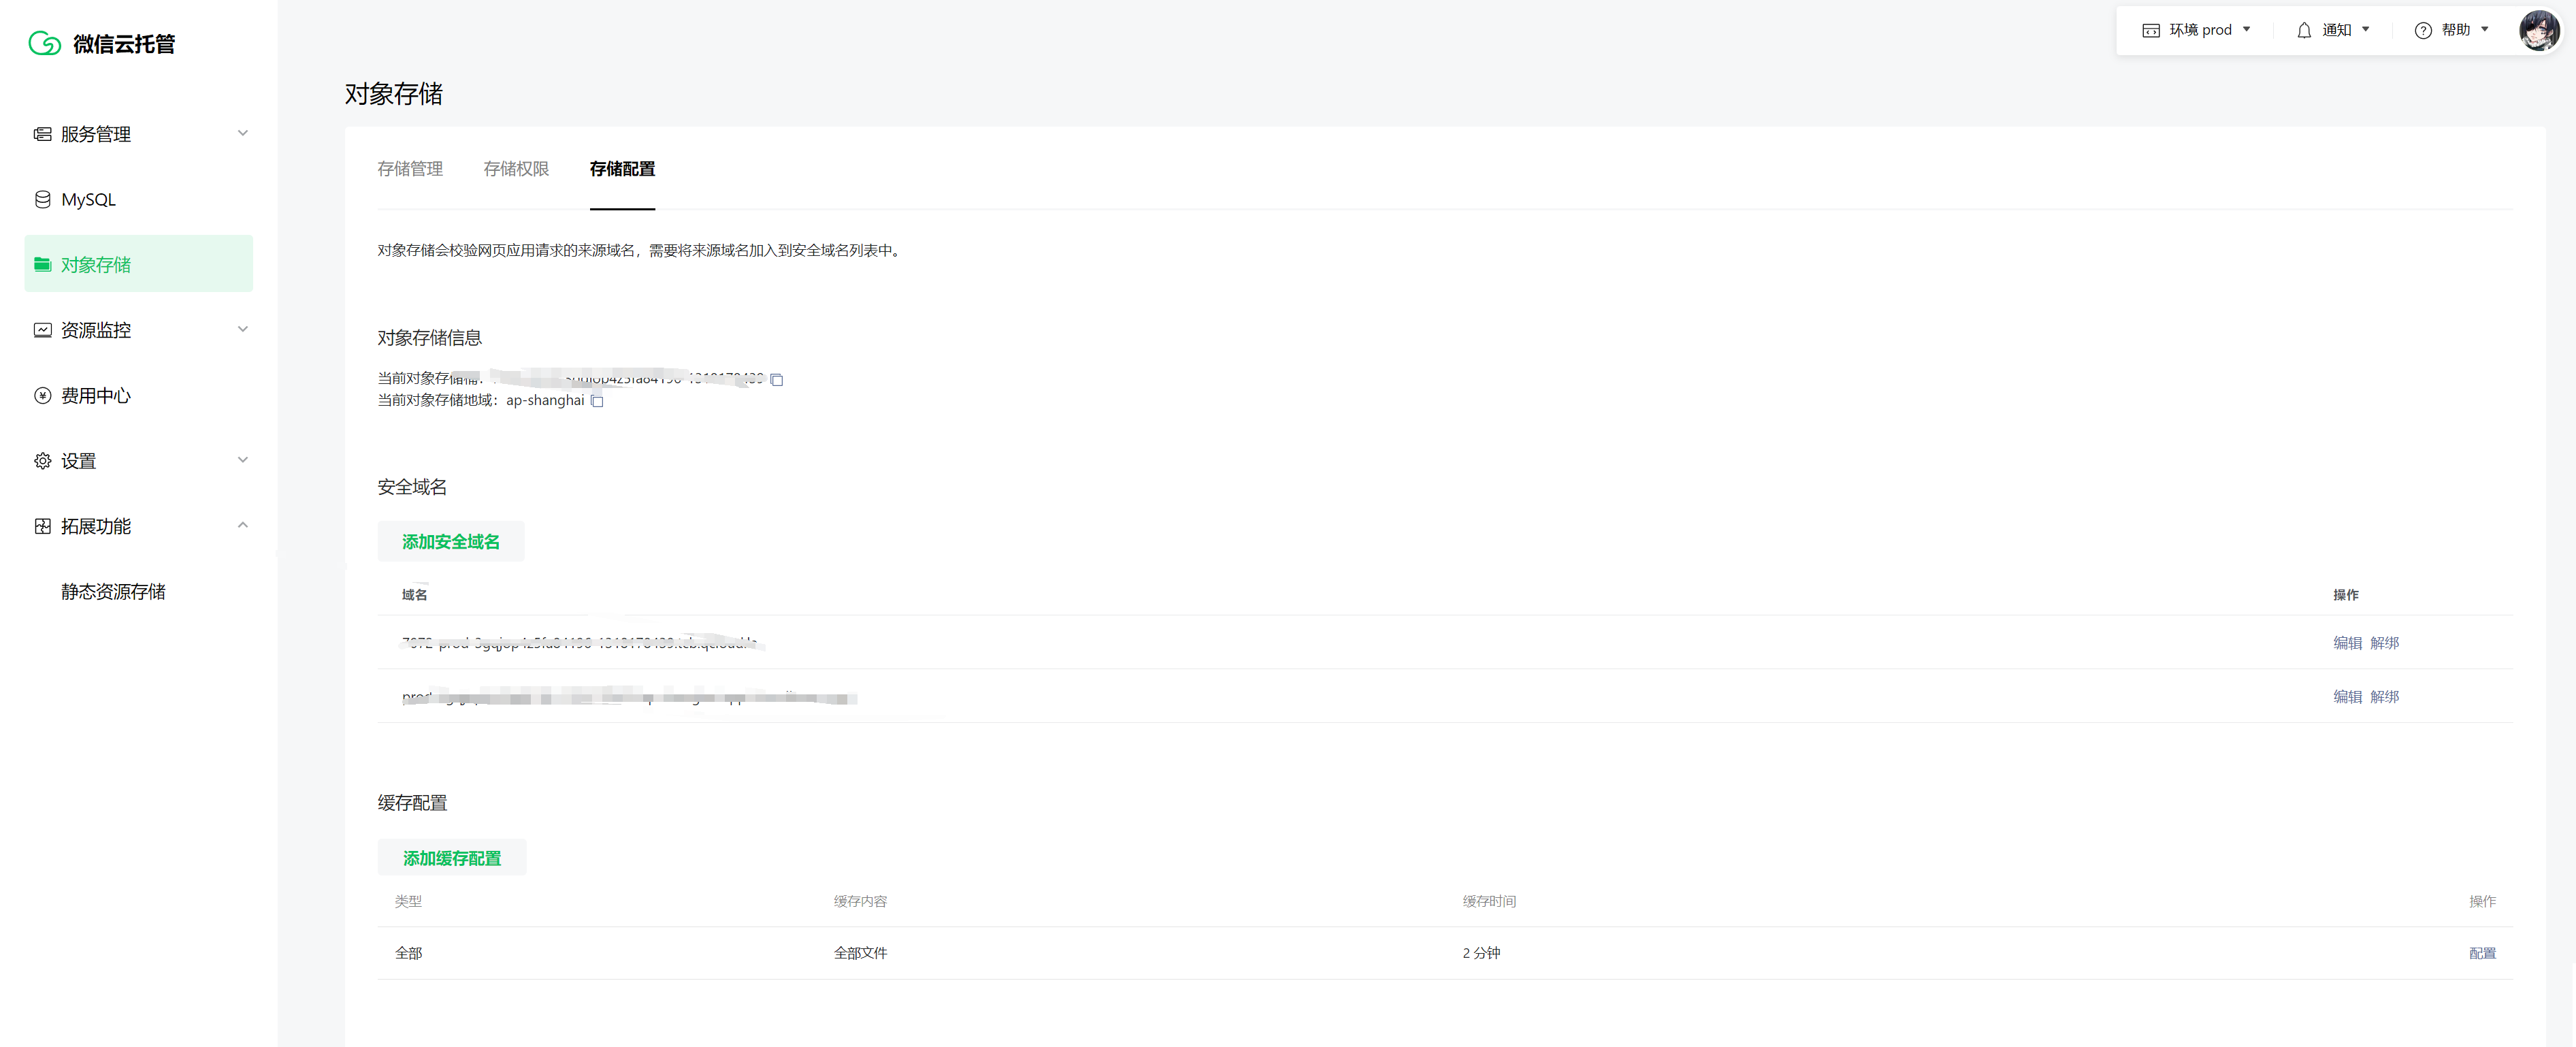 微信云托管
环境 prod
通知
帮助
服务管理
MySQL
对象存储
资源监控
费用中心
设置
拓展功能
静态资源存储
对象存储
存储管理 存储权限 存储配置
对象存储会校验网页应用请求的来源域名，需要将来源域名加入到安全域名列表中。
对象存储信息
当前对象存储桶：
当前对象存储地域：ap-shanghai
安全域名
添加安全域名
域名 操作
编辑 解绑
编辑 解绑
缓存配置
添加缓存配置
类型 缓存内容 缓存时间 操作
全部 全部文件 2 分钟 配置